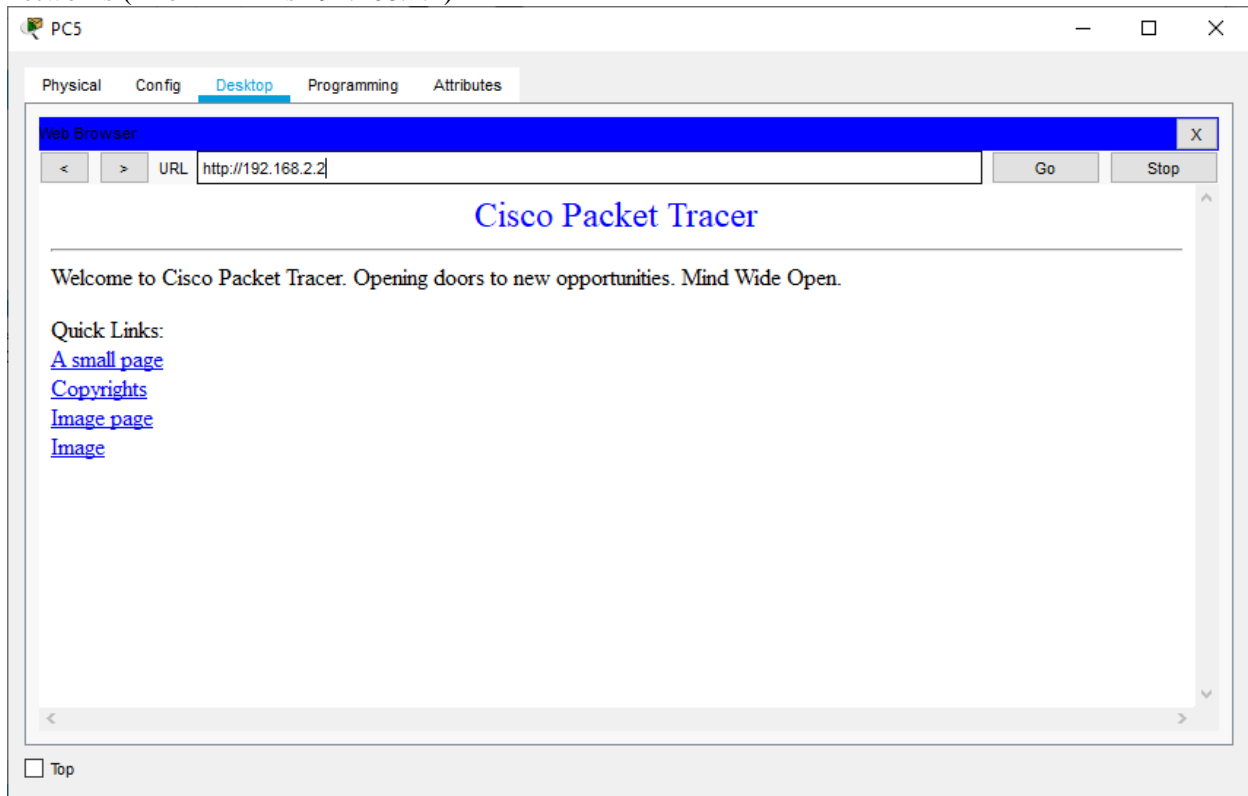 PC5
Physical Config Desktop Programming Attributes
Web Browser
X
< > URL http://192.168.2.2 Go Stop
Cisco Packet Tracer
Welcome to Cisco Packet Tracer. Opening doors to new opportunities. Mind Wide Open.
Quick Links:
A small page
Copyrights
Image page
Image
Top